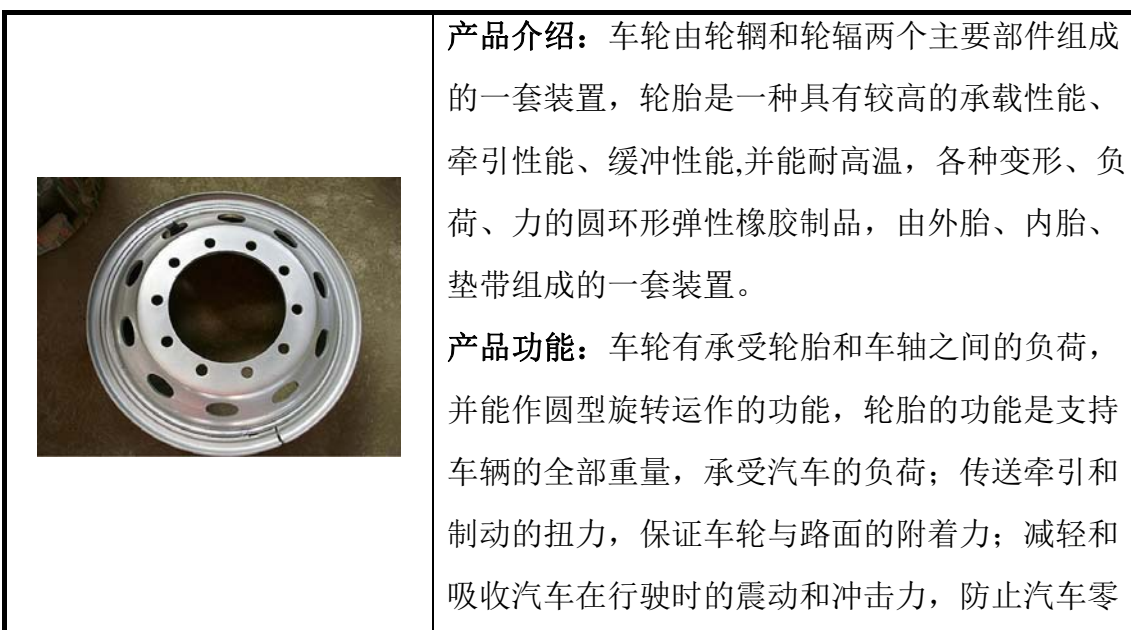 产品介绍：车轮由轮辋和轮辐两个主要部件组成
的一套装置，轮胎是一种具有较高的承载性能、
牵引性能、缓冲性能,并能耐高温，各种变形、负
荷、力的圆环形弹性橡胶制品，由外胎、内胎、
垫带组成的一套装置。
产品功能：车轮有承受轮胎和车轴之间的负荷，
并能作圆型旋转运作的功能，轮胎的功能是支持
车辆的全部重量，承受汽车的负荷；传送牵引和
制动的扭力，保证车轮与路面的附着力；减轻和
吸收汽车在行驶时的震动和冲击力，防止汽车零